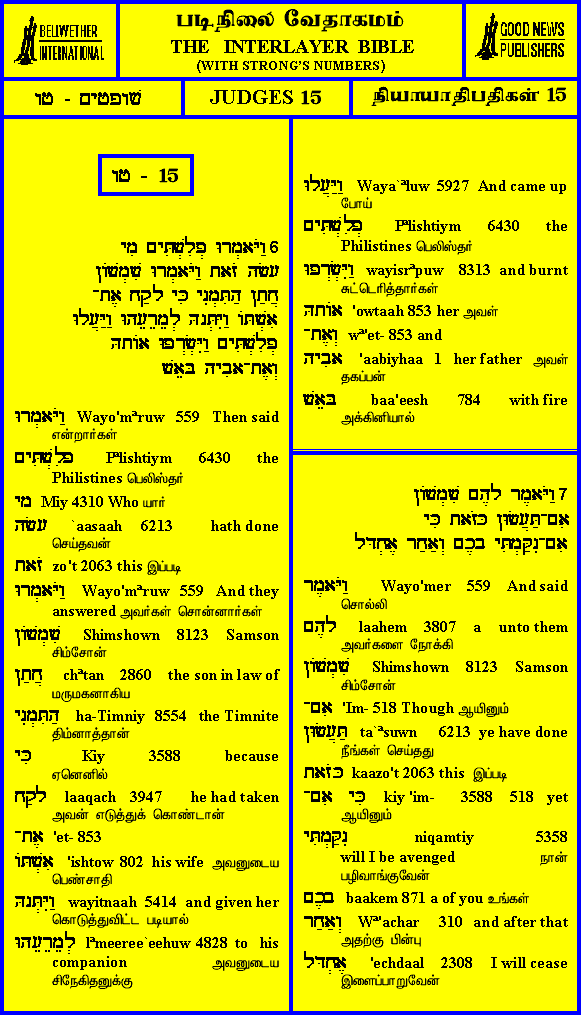 BELLWETHER
INTERNATIONAL
படிநிலை வேதாகமம்
THE INTERLAYER BIBLE
(WITH STRONG'S NUMBERS)
GOOD NEWS
PUBLISHERS
שׁוֹפטִים - טו
JUDGES 15
நியாயாதிபதிகள் 15
טו - 15
6 וַיֹּאמְרוּ פְלִשְׁתִּים מִי
עָשָׂה זֹאת וַיֹּאמְרוּ שִׁמְשׁוֹן
חֲתַן הַתִּמְנִי כִּי לָקַח אֶת־
אִשְׁתּוֹ וַיִּתְּנָהּ לְמֵרֵעֵהוּ וַיַּעֲלוּ
פְלִשְׁתִּים וַיִּשְׂרְפוּ אוֹתָהּ
וְאֶת־אָבִיהָ בָּאֵשׁ
וַיֹּאמְרוּ Wayo'mªruw 559 Then said
என்றார்கள்
פְּלִשְׁתִּים Pªlishtiym 6430 the
Philistines பெலிஸ்தர்
מִי Miy 4310 Who யார்
עָשָׂה `aasaah 6213 hath done
செய்தவன்
זֹאת zo't 2063 this இப்படி
וַיֹּאמְרוּ Wayo'mªruw 559 And they
answered அவர்கள் சொன்னார்கள்
שִׁמְשׁוֹן Shimshown 8123 Samson
சிம்சோன்
חֲתַן chªtan 2860 the son in law of
மருமகனாகிய
הַתִּמְנִי ha-Timniy 8554 the Timnite
திம்னாத்தான்
כִּי Kiy 3588 because
ஏனெனில்
לָקַח laaqach 3947 he had taken
அவன் எடுத்துக் கொண்டான்
אֶת־ 'et- 853
אִשְׁתּוֹ 'ishtow 802 his wife அவனுடைய
பெண்சாதி
וַיִּתְּנָהּ wayitnaah 5414 and given her
கொடுத்துவிட்ட படியால்
לְמֵרֵעֵהוּ lªmeeree`eehuw 4828 to his
companion அவனுடைய
சிநேகிதனுக்கு
וַיַּעֲלוּ Waya`ªluw 5927 And came up
போய்
פְלִשְׁתִּים Pªlishtiym 6430 the
Philistines பெலிஸ்தர்
וַיִּשְׂרְפוּ wayisrªpuw 8313 and burnt
சுட்டெரித்தார்கள்
אוֹתָהּ 'owtaah 853 her அவள்
וְאֶת־ wª'et- 853 and
אָבִיהָ 'aabiyhaa 1 her father அவள்
தகப்பன்
בָּאֵשׁ baa'eesh 784 with fire
அக்கினியால்
7 וַיֹּאמֶר לָהֶם שִׁמְשׁוֹן
אִם־תַּעֲשׂוּן כָּזֹאת כִּי
אִם־נִקַּמְתִּי בָכֶם וְאַחַר אֶחְדָּל
וַיֹּאמֶר Wayo'mer 559 And said
சொல்லி
לָהֶם laahem 3807 a unto them
அவர்களை நோக்கி
שִׁמְשׁוֹן Shimshown 8123 Samson
சிம்சோன்
אִם־ 'Im- 518 Though ஆயினும்
תַּעֲשׂוּן ta`ªsuwn 6213 ye have done
நீங்கள் செய்தது
כָּזֹאת kaazo't 2063 this இப்படி
כִּי אִם־ kiy 'im- 3588 518 yet
ஆயினும்
נִקַּמְתִּי niqamtiy 5358
will I be avenged நான்
பழிவாங்குவேன்
בָכֶם baakem 871 a of you உங்கள்
וְאַחַר Wª'achar 310 and after that
அதற்கு பின்பு
אֶחְדָּל 'echdaal 2308 I will cease
இளைப்பாறுவேன்